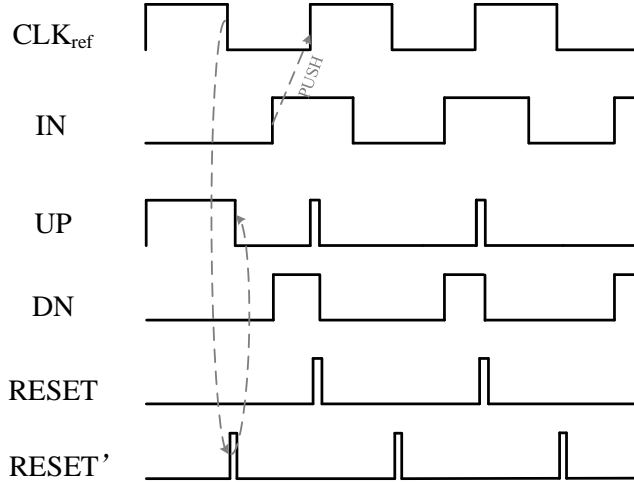 CLKref
PUSH
IN
UP
DN
RESET
RESET’